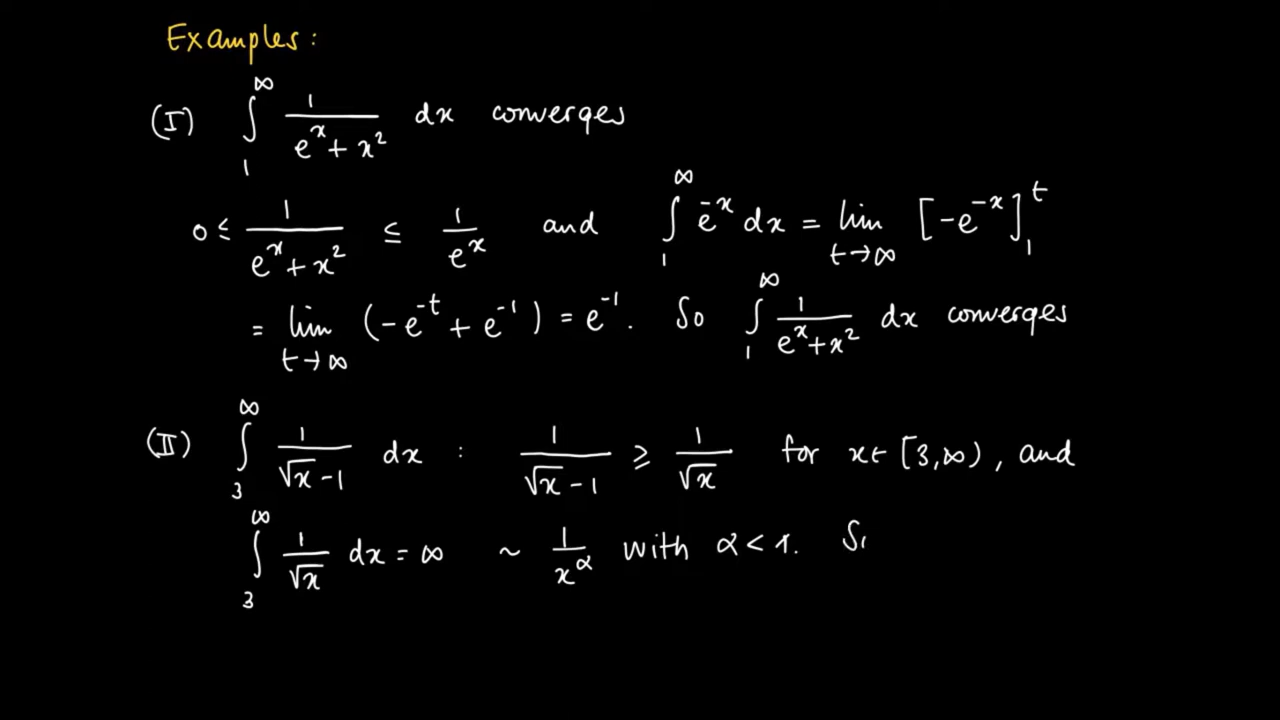 Examples:
(I) ∫₁^∞ 1/(e^x + x²) dx converges
0 ≤ 1/(e^x + x²) ≤ 1/e^x and ∫₁^∞ e^(-x) dx = lim_(t→∞) [-e^(-x)]₁^t
= lim_(t→∞) (-e^(-t) + e^(-1)) = e^(-1). So ∫₁^∞ 1/(e^x + x²) dx converges
(II) ∫₃^∞ 1/(√x - 1) dx : 1/(√x - 1) ≥ 1/√x for x ∈ [3, ∞), and
∫₃^∞ 1/√x dx = ∞ ~ 1/x^α with α < 1.